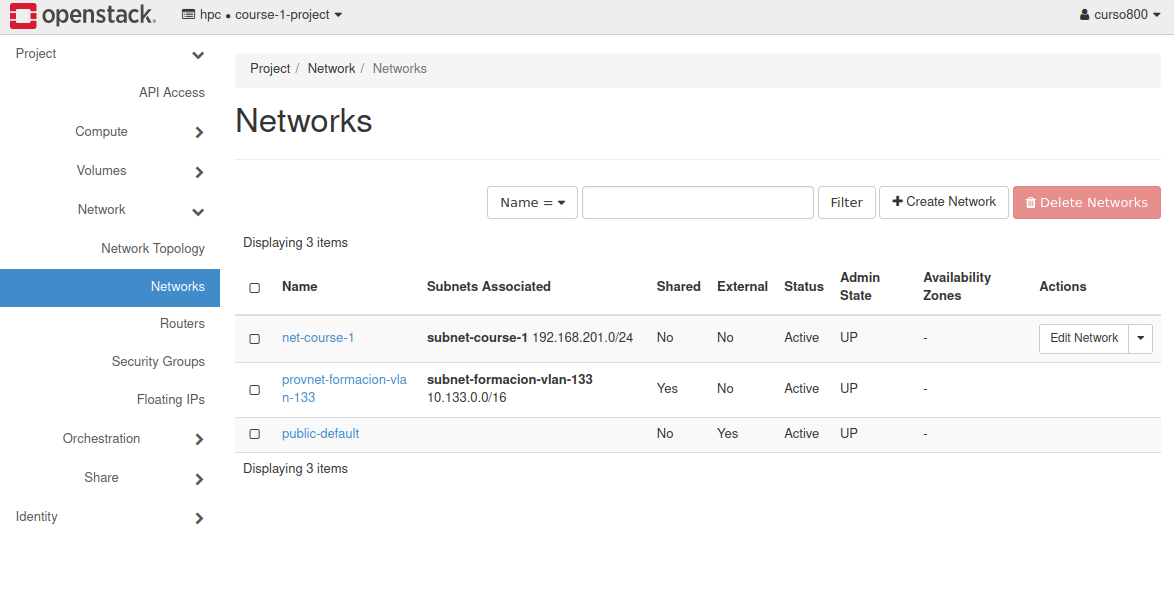 openstack. hpc • course-1-project curso800
Project
API Access
Compute
Volumes
Network
Network Topology
Networks
Routers
Security Groups
Floating IPs
Orchestration
Share
Identity
Project / Network / Networks
Networks
Name = Filter Create Network Delete Networks
Displaying 3 items
Name Subnets Associated Shared External Status Admin State Availability Zones Actions
net-course-1 subnet-course-1 192.168.201.0/24 No No Active UP - Edit Network
provnet-formacion-vla
n-133 subnet-formacion-vlan-133
10.133.0.0/16 Yes No Active UP -
public-default No Yes Active UP -
Displaying 3 items